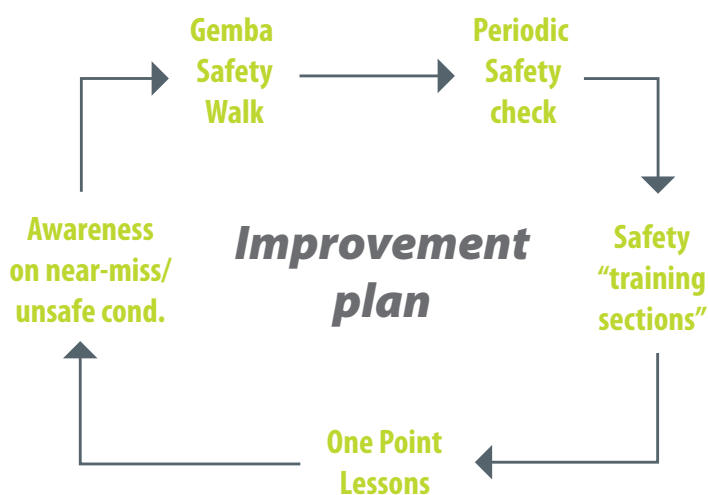 Gemba
Safety
Walk
Periodic
Safety
check
Awareness
on near-miss/
unsafe cond.
Improvement
plan
Safety
“training
sections”
One Point
Lessons